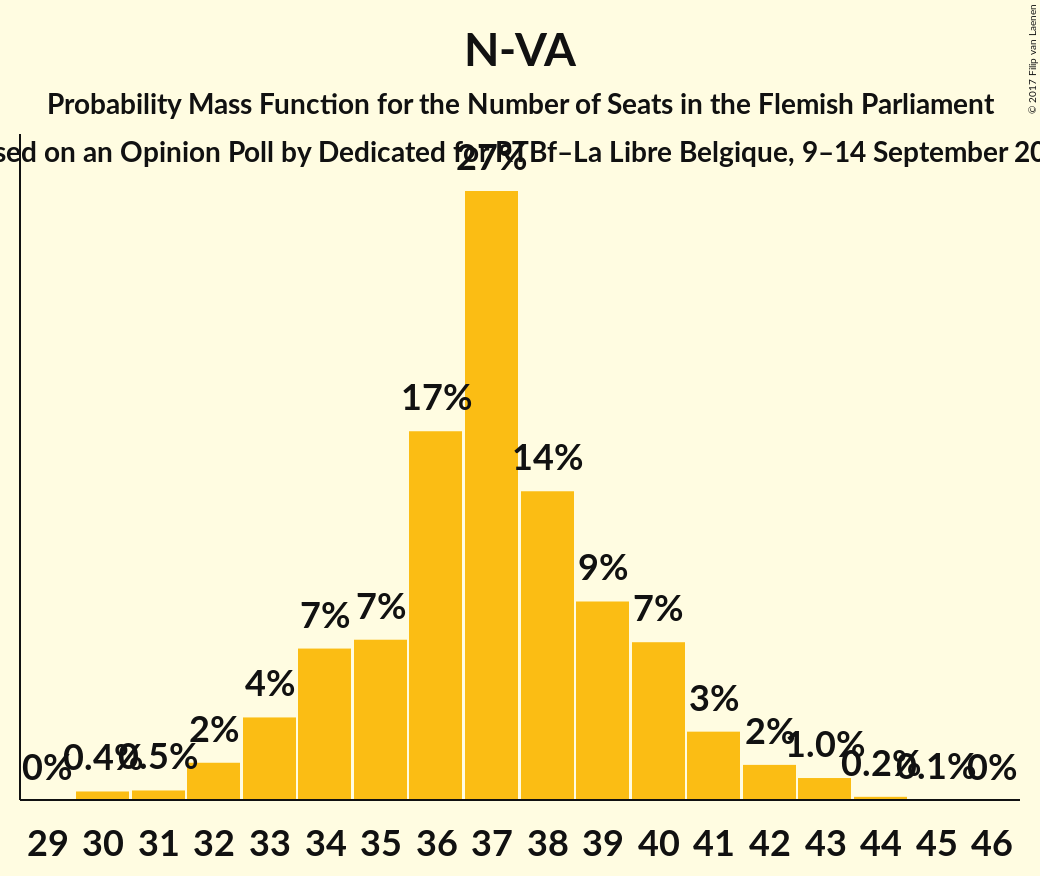 N-VA
Probability Mass Function for the Number of Seats in the Flemish Parliament
on an Opinion Poll by Dedicated for RTBf–La Libre Belgique, 9–14 September
© 2017 Filip van Laenen
0% 0.4% 0.5% 2% 4% 7% 7% 17% 27% 14% 9% 7% 3% 2% 1.0% 0.2% 0.1% 0%
29 30 31 32 33 34 35 36 37 38 39 40 41 42 43 44 45 46